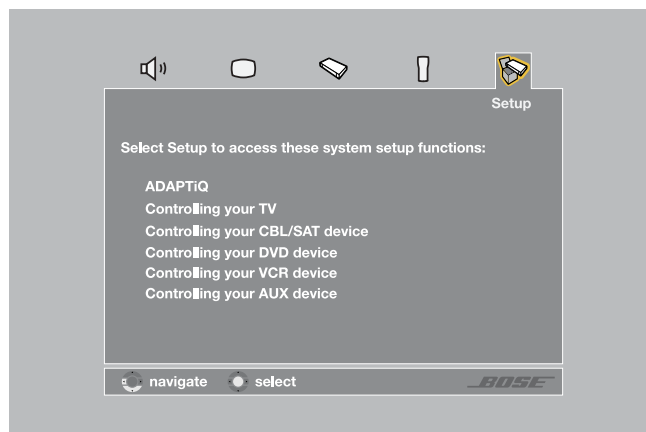 Setup
Select Setup to access these system setup functions:
ADAPTiQ
Controlling your TV
Controlling your CBL/SAT device
Controlling your DVD device
Controlling your VCR device
Controlling your AUX device
navigate select BOSE